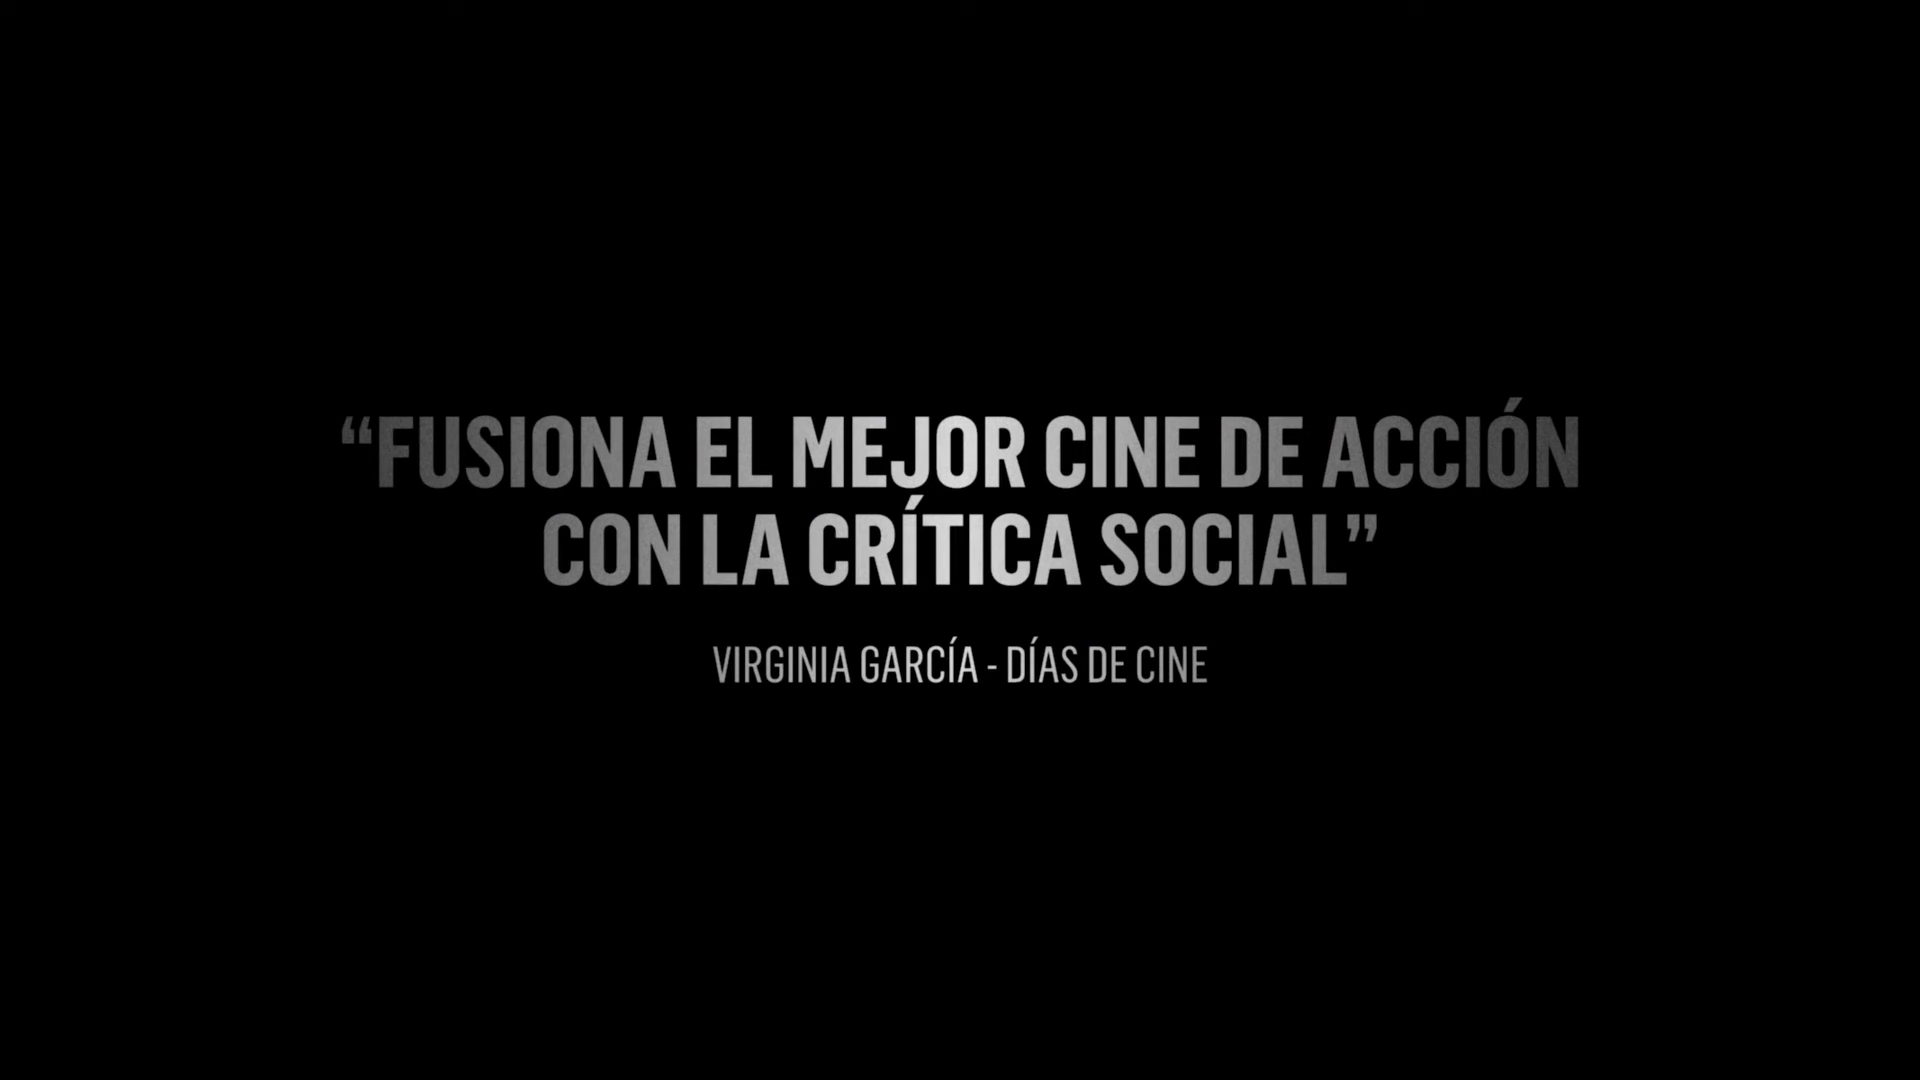 “FUSIONA EL MEJOR CINE DE ACCIÓN
CON LA CRÍTICA SOCIAL”
VIRGINIA GARCÍA - DÍAS DE CINE